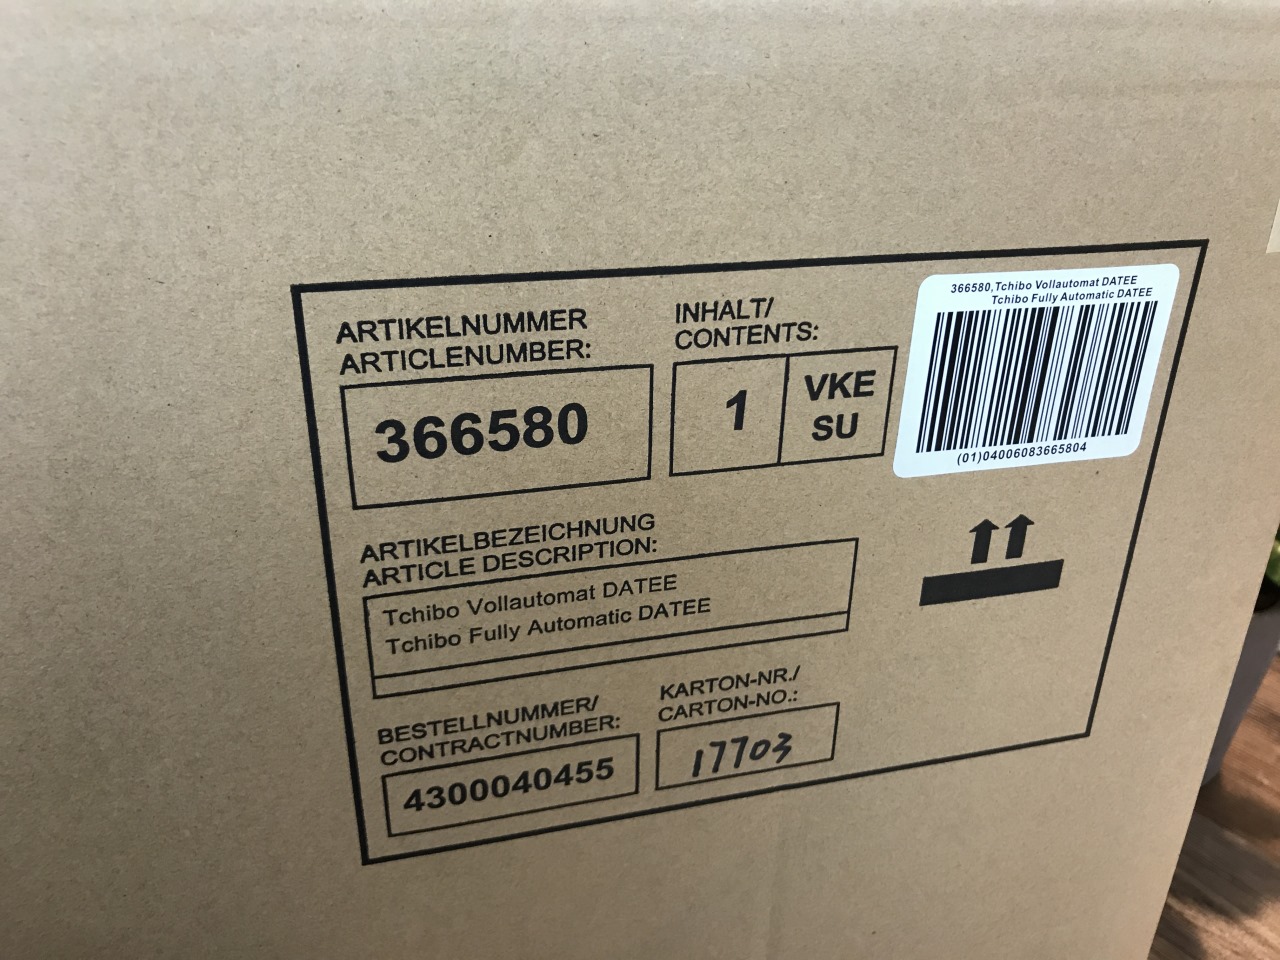 ARTIKELNUMMER
ARTICLENUMBER:
366580
INHALT/
CONTENTS:
1
VKE
SU
366580,Tchibo Vollautomat DATEE
Tchibo Fully Automatic DATEE
(01)04006083665804
ARTIKELBEZEICHNUNG
ARTICLE DESCRIPTION:
Tchibo Vollautomat DATEE
Tchibo Fully Automatic DATEE
BESTELLNUMMER/
CONTRACTNUMBER:
4300040455
KARTON-NR./
CARTON-NO.:
17703